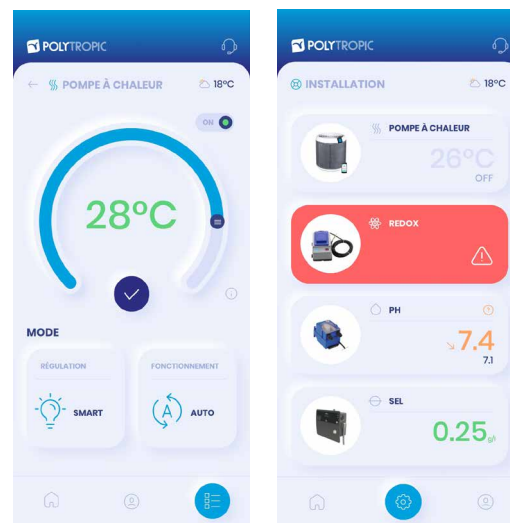 POLYTROPIC
POMPE À CHALEUR
18°C
ON
28°C
MODE
RÉGULATION
SMART
FONCTIONNEMENT
A
AUTO
POLYTROPIC
INSTALLATION
18°C
POMPE À CHALEUR
26°C
OFF
REDOX
PH
7.4
7.1
SEL
0.25 g/l